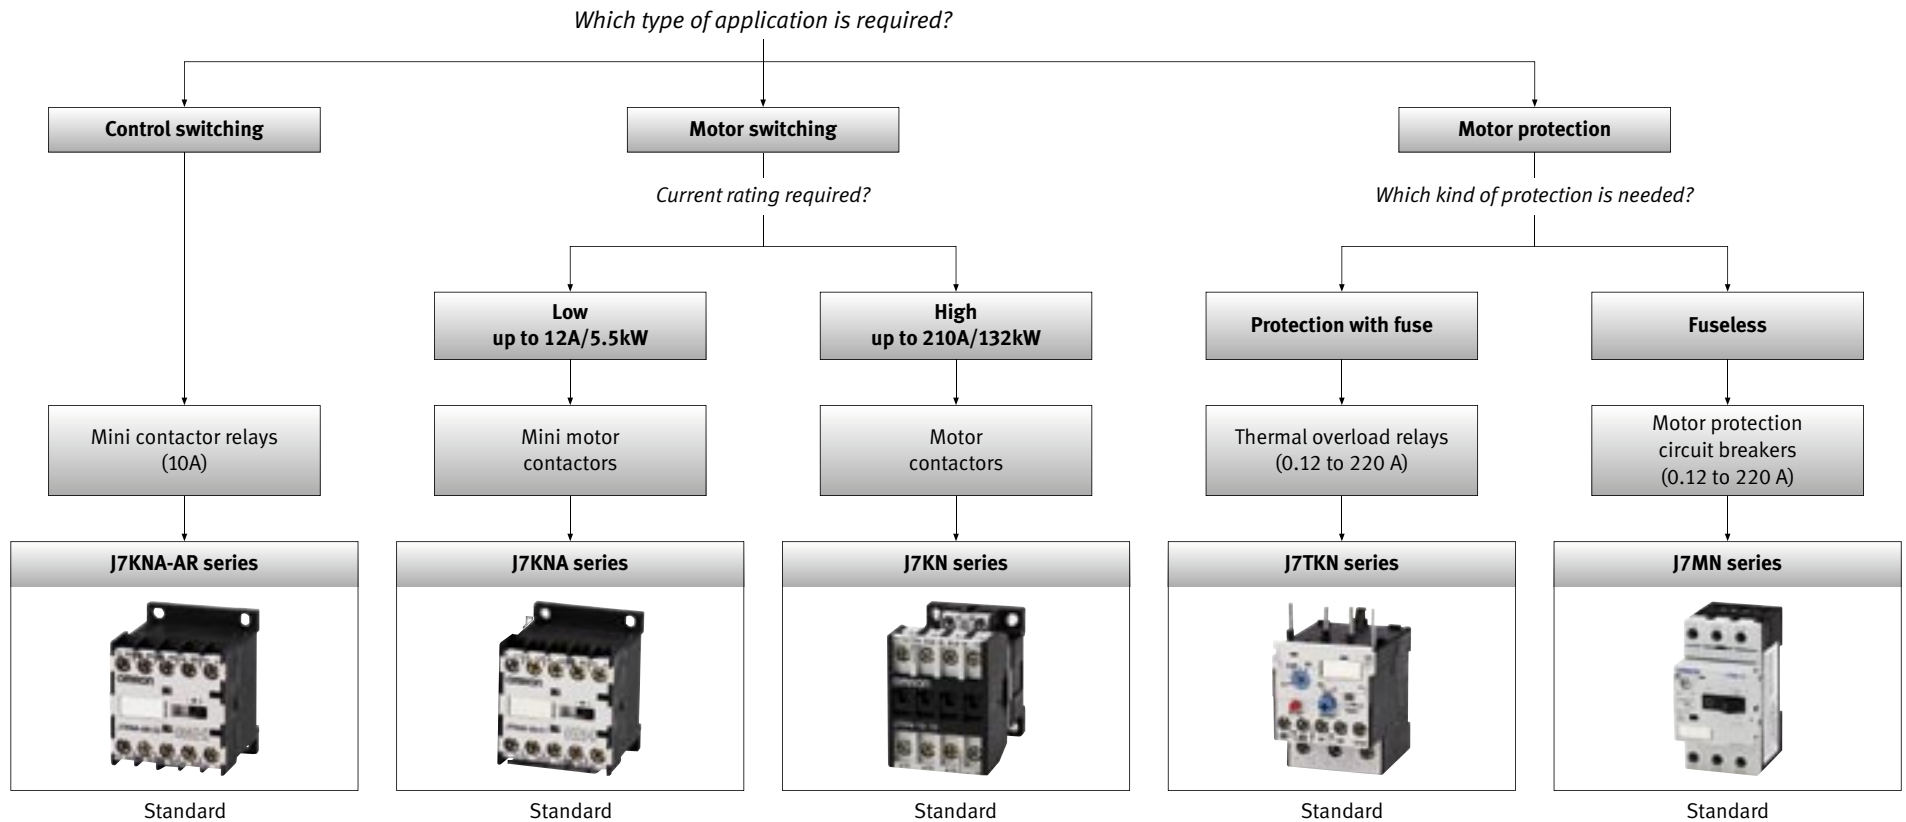 Which type of application is required?
Control switching
Motor switching
Motor protection
Current rating required?
Which kind of protection is needed?
Low
up to 12A/5.5kW
High
up to 210A/132kW
Protection with fuse
Fuseless
Mini contactor relays
(10A)
Mini motor
contactors
Motor
contactors
Thermal overload relays
(0.12 to 220 A)
Motor protection
circuit breakers
(0.12 to 220 A)
J7KNA-AR series
J7KNA series
J7KN series
J7TKN series
J7MN series
OMRON
OMRON
OMRON
Standard
Standard
Standard
Standard
Standard